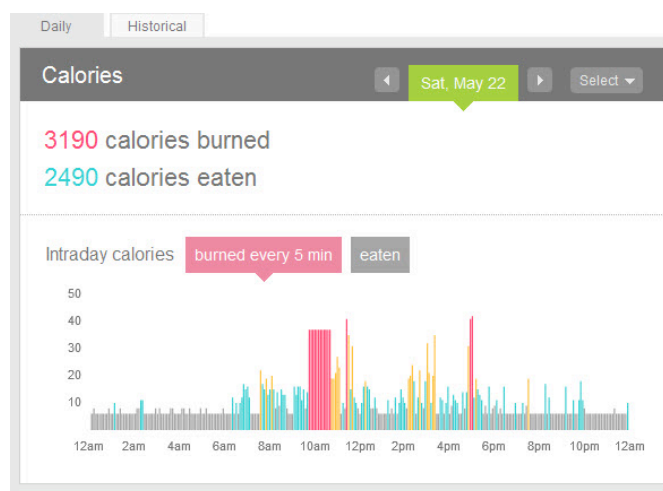 Daily Historical
Calories Sat, May 22 Select
3190 calories burned
2490 calories eaten
Intraday calories burned every 5 min eaten
50
40
30
20
10
12am 2am 4am 6am 8am 10am 12pm 2pm 4pm 6pm 8pm 10pm 12am